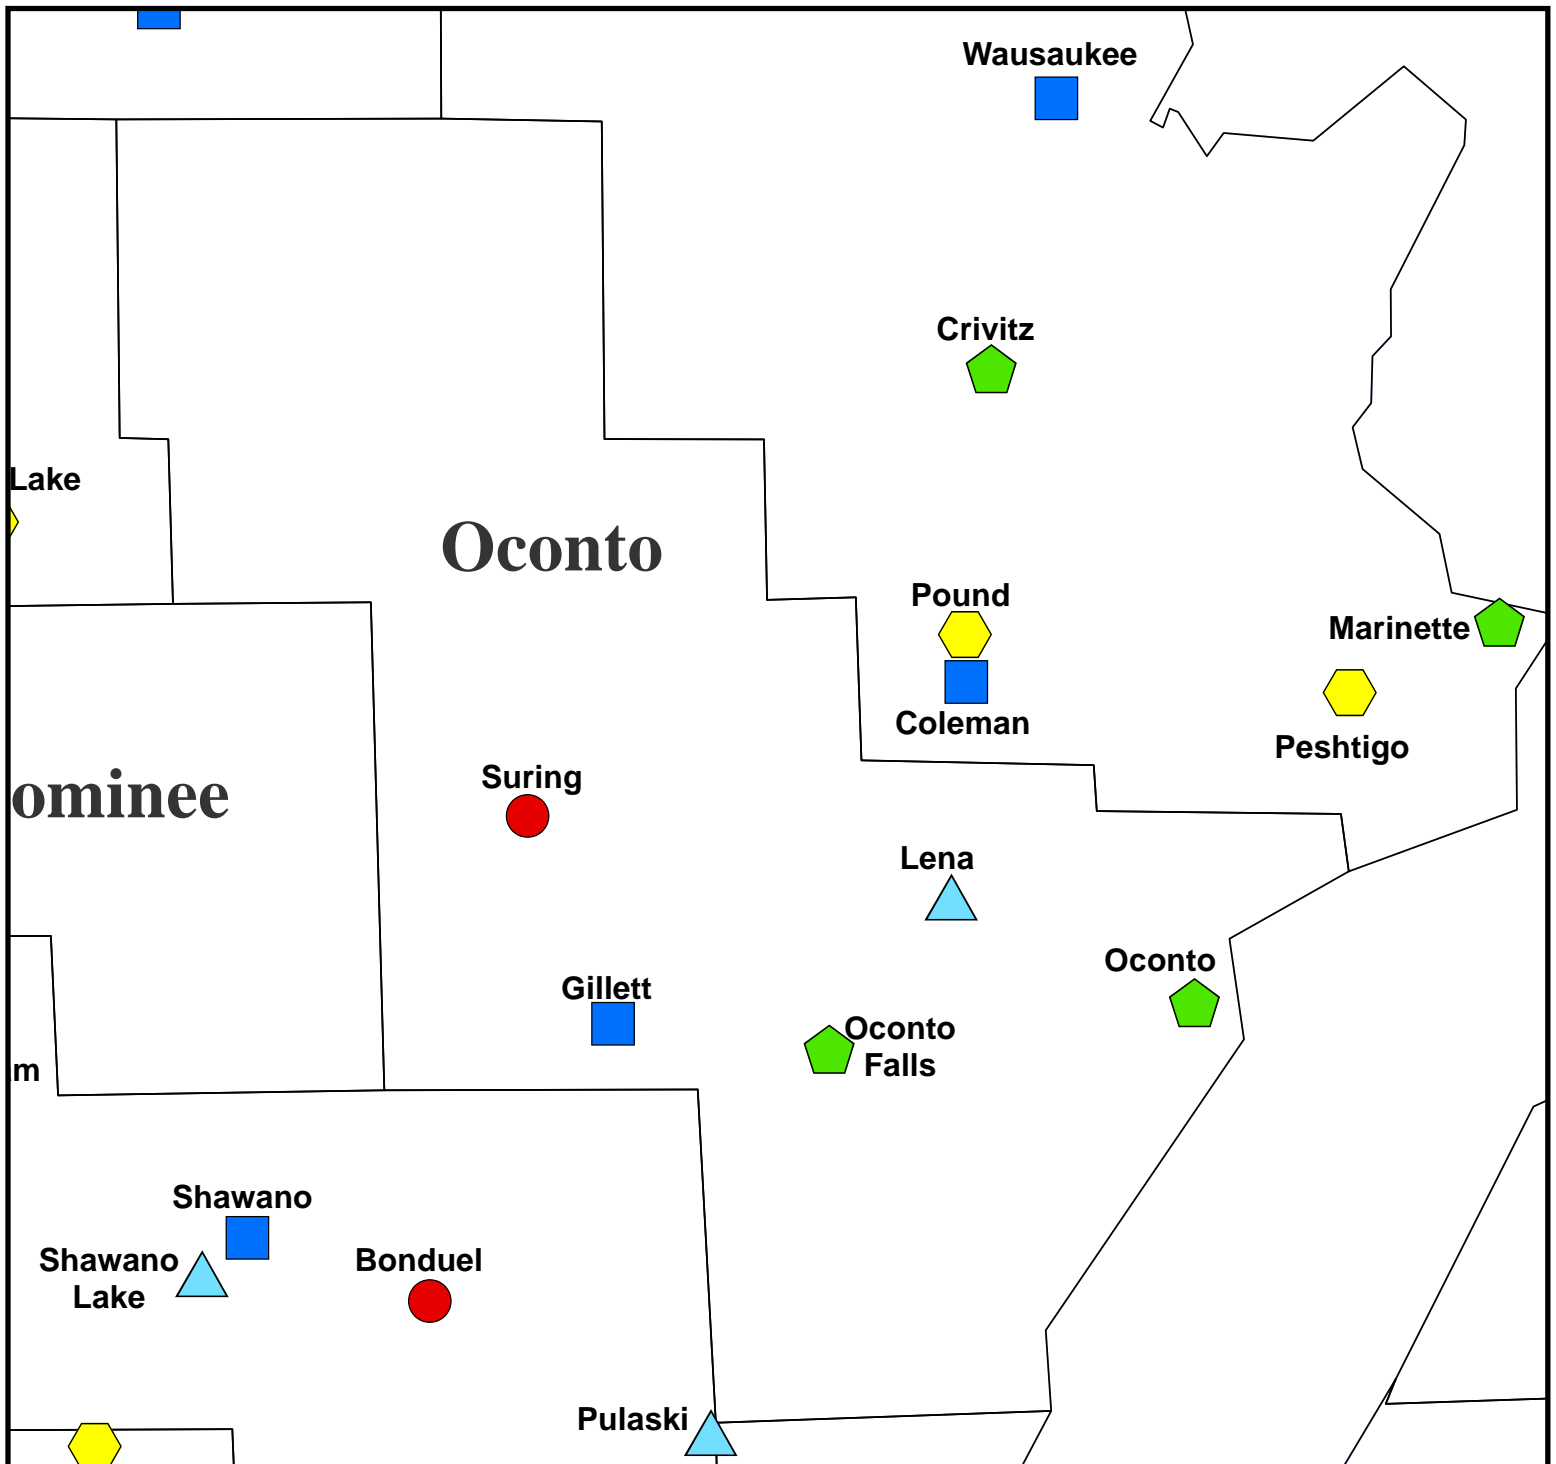 Wausaukee
Crivitz
Lake
Oconto
Pound
Marinette
Coleman
Peshtigo
Suring
ominee
Lena
Oconto
Gillett
Oconto
Falls
m
Shawano
Shawano
Lake
Bonduel
Pulaski